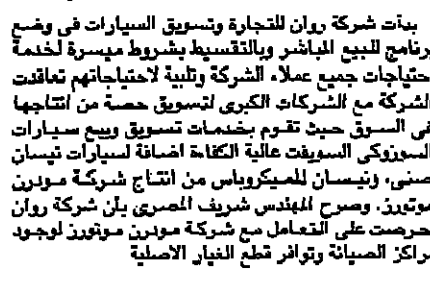 بدأت شركة روان للتجارة وتسويق السيارات فى وضع
برنامج للبيع المباشر وبالتقسيط بشروط ميسرة لخدمة
احتياجات جميع عملاء الشركة وتلبية لاحتياجاتهم تعاقدت
الشركة مع الشركات الكبرى لتسويق حصة من انتاجها
فى السوق حيث تقوم بخدمات تسويق وبيع سيارات
السوزوكى السويفت عالية الكفاءة اضافة لسيارات نيسان
صنى، ونيسان للميكروباس من انتاج شركة مودرن
موتورز. وصرح المهندس شريف المصرى بأن شركة روان
حرصت على التعامل مع شركة مودرن موتورز لوجود
مراكز الصيانة وتوافر قطع الغيار الاصلية